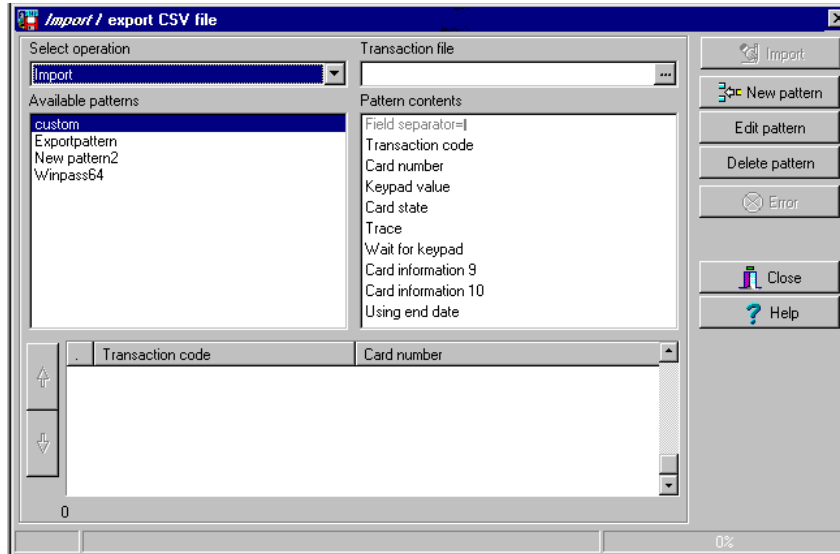 Import / export CSV file
Select operation
Import
Transaction file
...
Available patterns
custom
Exportpattern
New pattern2
Winpass64
Pattern contents
Field separator=|
Transaction code
Card number
Keypad value
Card state
Trace
Wait for keypad
Card information 9
Card information 10
Using end date
Import
New pattern
Edit pattern
Delete pattern
Error
Close
? Help
. Transaction code Card number
0
0%